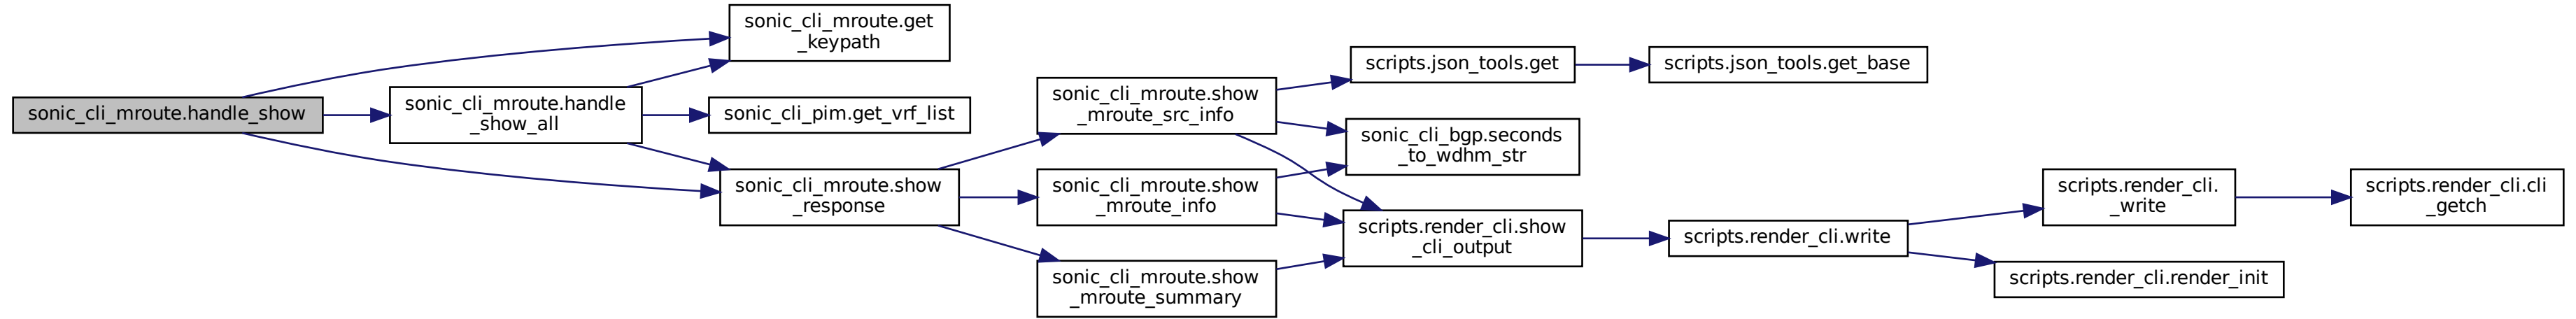 sonic_cli_mroute.handle_show
sonic_cli_mroute.get
_keypath
sonic_cli_mroute.handle
_show_all
sonic_cli_pim.get_vrf_list
sonic_cli_mroute.show
_response
sonic_cli_mroute.show
_mroute_src_info
sonic_cli_mroute.show
_mroute_info
sonic_cli_mroute.show
_mroute_summary
scripts.json_tools.get
scripts.json_tools.get_base
sonic_cli_bgp.seconds
_to_wdhm_str
scripts.render_cli.show
_cli_output
scripts.render_cli.write
scripts.render_cli.
_write
scripts.render_cli.cli
_getch
scripts.render_cli.render_init